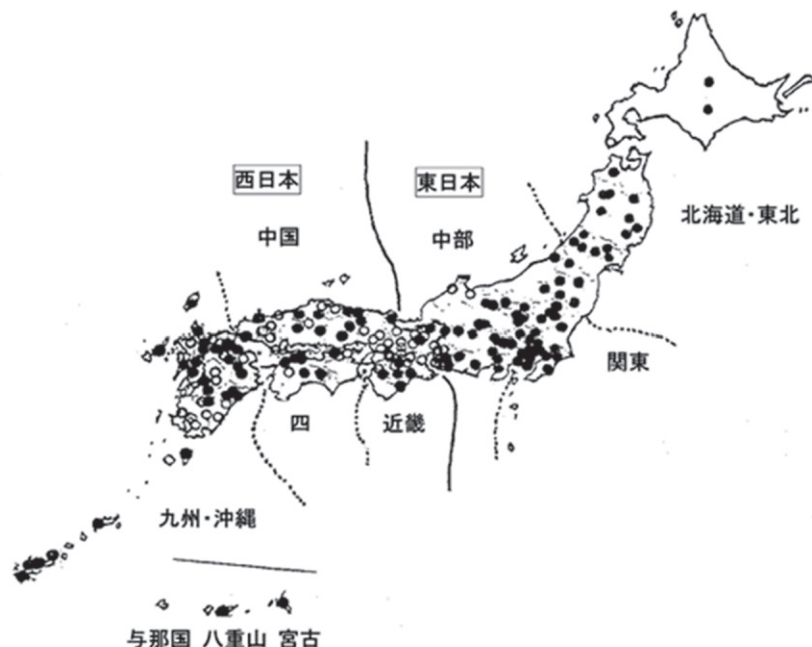 西日本
東日本
北海道・東北
中国
中部
関東
四
近畿
九州・沖縄
与那国 八重山 宮古